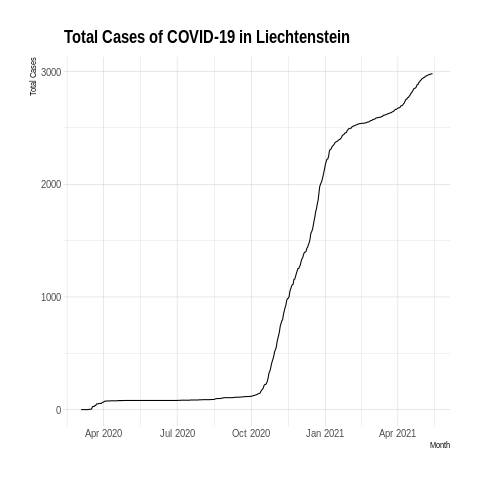 Total Cases of COVID-19 in Liechtenstein
Total Cases
3000
2000
1000
0
Apr 2020 Jul 2020 Oct 2020 Jan 2021 Apr 2021
Month